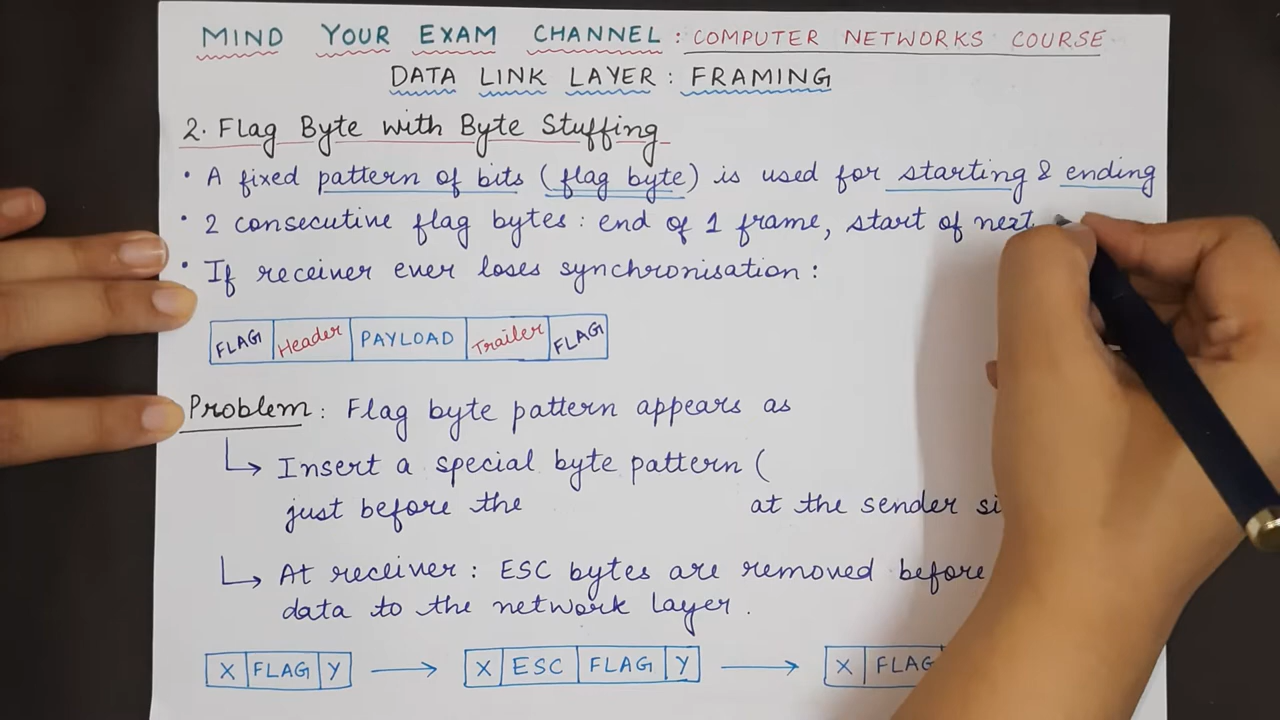 MIND YOUR EXAM CHANNEL : COMPUTER NETWORKS COURSE
DATA LINK LAYER : FRAMING
2. Flag Byte with Byte Stuffing
• A fixed pattern of bits (flag byte) is used for starting & ending
• 2 consecutive flag bytes : end of 1 frame, start of next
• If receiver ever loses synchronisation :
FLAG Header PAYLOAD Trailer FLAG
Problem : Flag byte pattern appears as
Insert a special byte pattern (
just before the at the sender si
At receiver : ESC bytes are removed before
data to the network layer.
X FLAG Y → X ESC FLAG Y → X FLAG